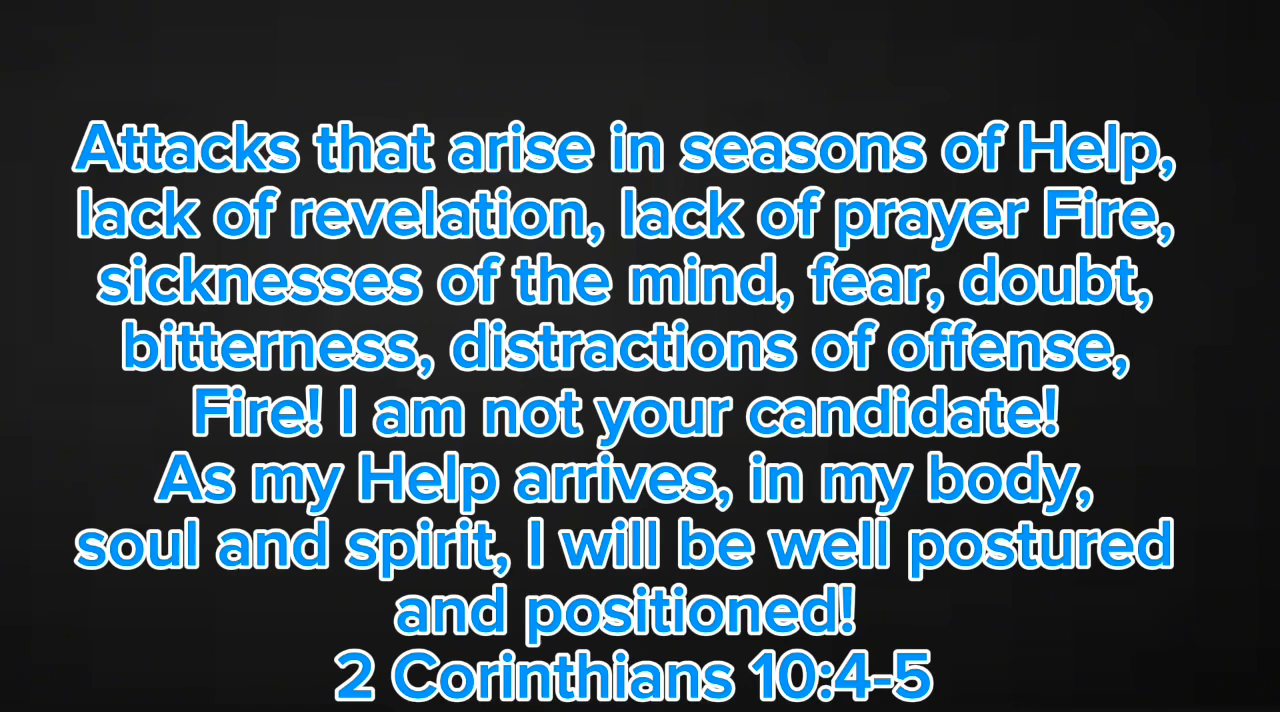 Attacks that arise in seasons of Help,
lack of revelation, lack of prayer Fire,
sicknesses of the mind, fear, doubt,
bitterness, distractions of offense,
Fire! I am not your candidate!
As my Help arrives, in my body,
soul and spirit, I will be well postured
and positioned!
2 Corinthians 10:4-5